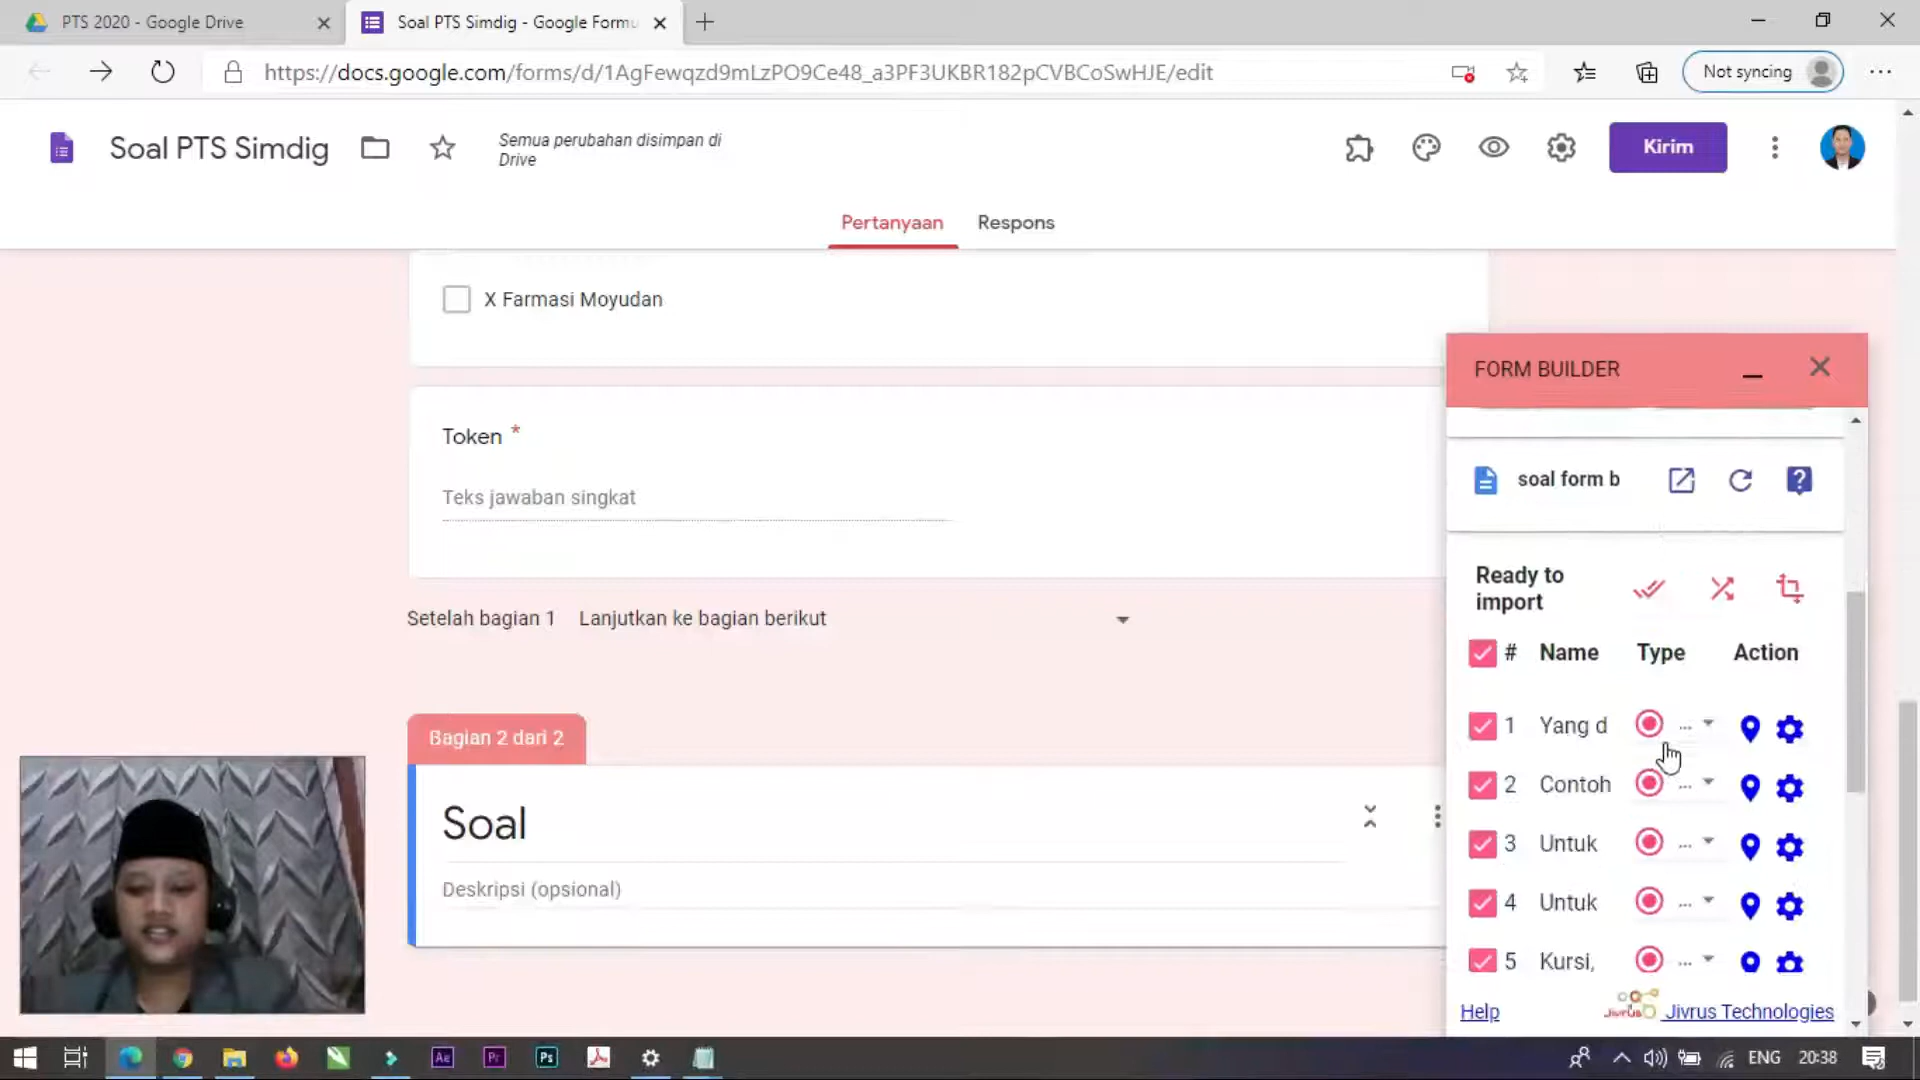 PTS 2020 - Google Drive
Soal PTS Simdig - Google Formu
https://docs.google.com/forms/d/1AgFewqzd9mLzPO9Ce48_a3PF3UKBR182pCVBCoSwHJE/edit
Not syncing
Soal PTS Simdig
Semua perubahan disimpan di
Drive
Kirim
Pertanyaan
Respons
X Farmasi Moyudan
Token *
Teks jawaban singkat
Setelah bagian 1 Lanjutkan ke bagian berikut
Bagian 2 dari 2
Soal
Deskripsi (opsional)
FORM BUILDER
soal form b
Ready to
import
# Name Type Action
1 Yang d ...
2 Contoh ...
3 Untuk ...
4 Untuk ...
5 Kursi, ...
Help
Jivrus Technologies
Ae
Pr
Ps
ENG
20:38